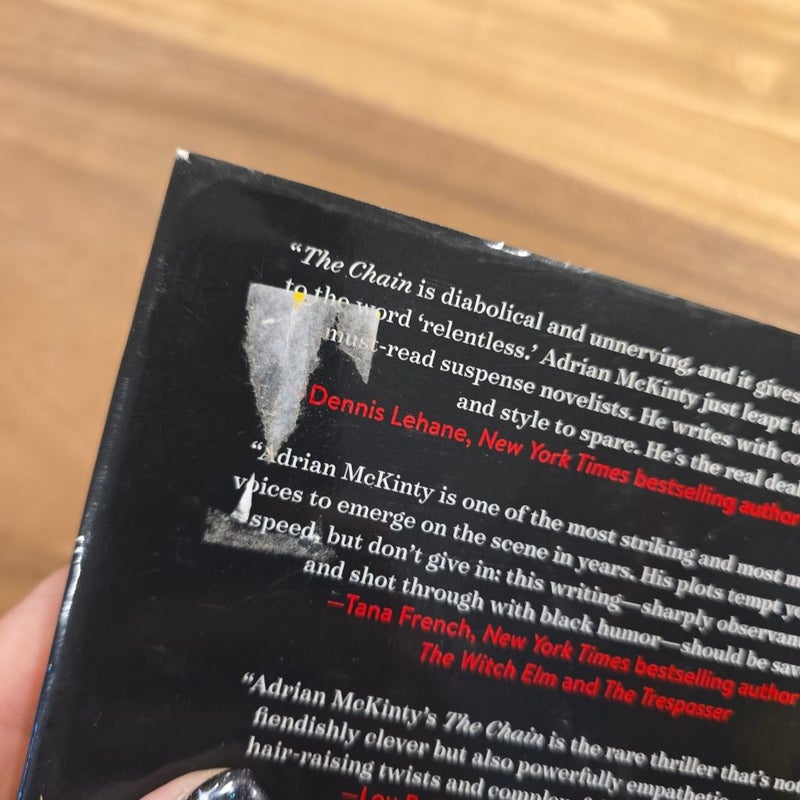 “The Chain is diabolical and unnerving, and it gives
to the word ‘relentless.’ Adrian McKinty just leapt to
must-read suspense novelists. He writes with
and style to spare. He’s the real deal
Dennis Lehane, New York Times bestselling author
“Adrian McKinty is one of the most striking and most
voices to emerge on the scene in years. His plots tempt
speed, but don’t give in: this writing—sharply observant
and shot through with black humor—should be
—Tana French, New York Times bestselling author
The Witch Elm and The Trespasser
“Adrian McKinty’s The Chain is the rare thriller that’s
fiendishly clever but also powerfully empathetic
hair-raising twists and